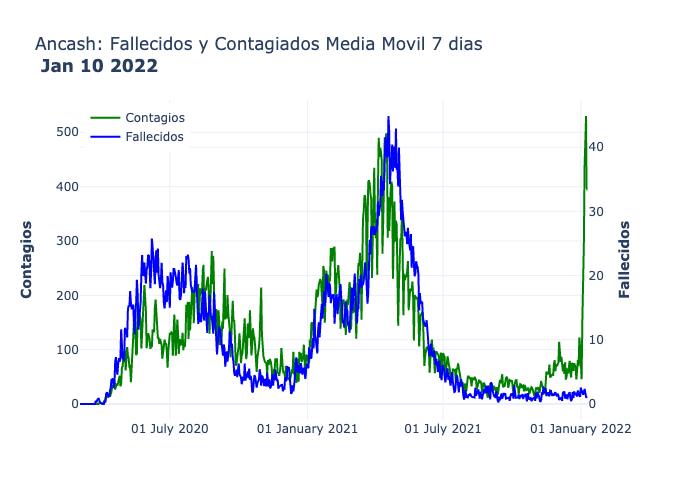 Ancash: Fallecidos y Contagiados Media Movil 7 dias
Jan 10 2022
Contagios
Fallecidos
500
400
300
200
100
0
40
30
20
10
0
Contagios
Fallecidos
01 July 2020
01 January 2021
01 July 2021
01 January 2022